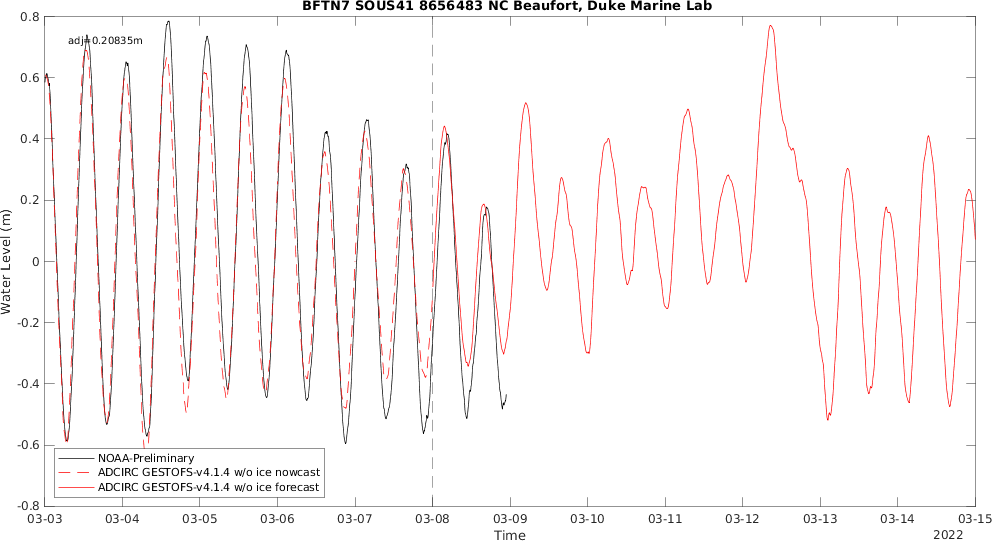 BFTN7 SOUS41 8656483 NC Beaufort, Duke Marine Lab
adj=0.20835m
0.8
0.6
0.4
0.2
0
-0.2
-0.4
-0.6
-0.8
Water Level (m)
NOAA-Preliminary
ADCIRC GESTOFS-v4.1.4 w/o ice nowcast
ADCIRC GESTOFS-v4.1.4 w/o ice forecast
03-03 03-04 03-05 03-06 03-07 03-08 03-09 03-10 03-11 03-12 03-13 03-14 03-15
Time
2022